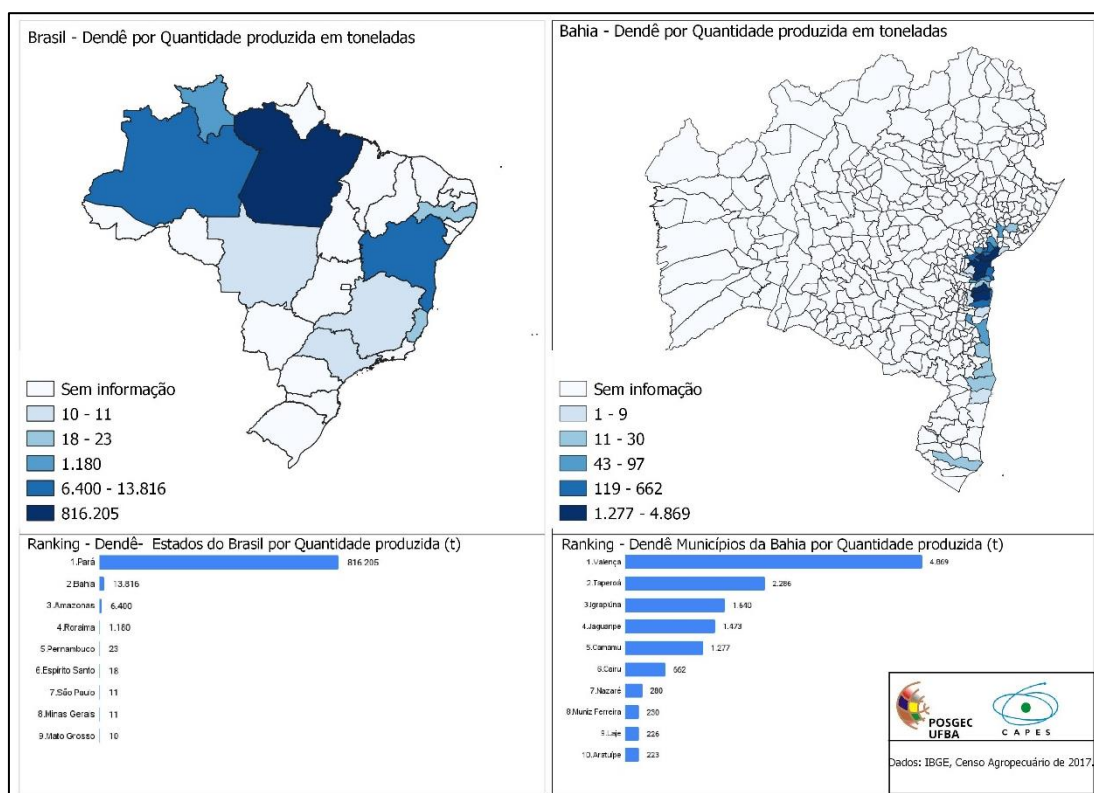 Brasil - Dendê por Quantidade produzida em toneladas
Sem informação
10 - 11
18 - 23
1.180
6.400 - 13.816
816.205
Bahia - Dendê por Quantidade produzida em toneladas
Sem infomação
1 - 9
11 - 30
43 - 97
119 - 662
1.277 - 4.869
Ranking - Dendê- Estados do Brasil por Quantidade produzida (t)
1.Pará 816.205
2.Bahia 13.816
3.Amazonas 6.400
4.Roraima 1.180
5.Pernambuco 23
6.Espírito Santo 18
7.São Paulo 11
8.Minas Gerais 11
9.Mato Grosso 10
Ranking - Dendê Municípios da Bahia por Quantidade produzida (t)
1.Valença 4.869
2.Taperoá 2.286
3.Igrapiúna 1.640
4.Jaguaripe 1.473
5.Camamu 1.277
6.Cairu 662
7.Nazaré 280
8.Muniz Ferreira 230
9.Laje 226
10.Aratuípe 223
POSGEC
UFBA
CAPES
Dados: IBGE, Censo Agropecuário de 2017.